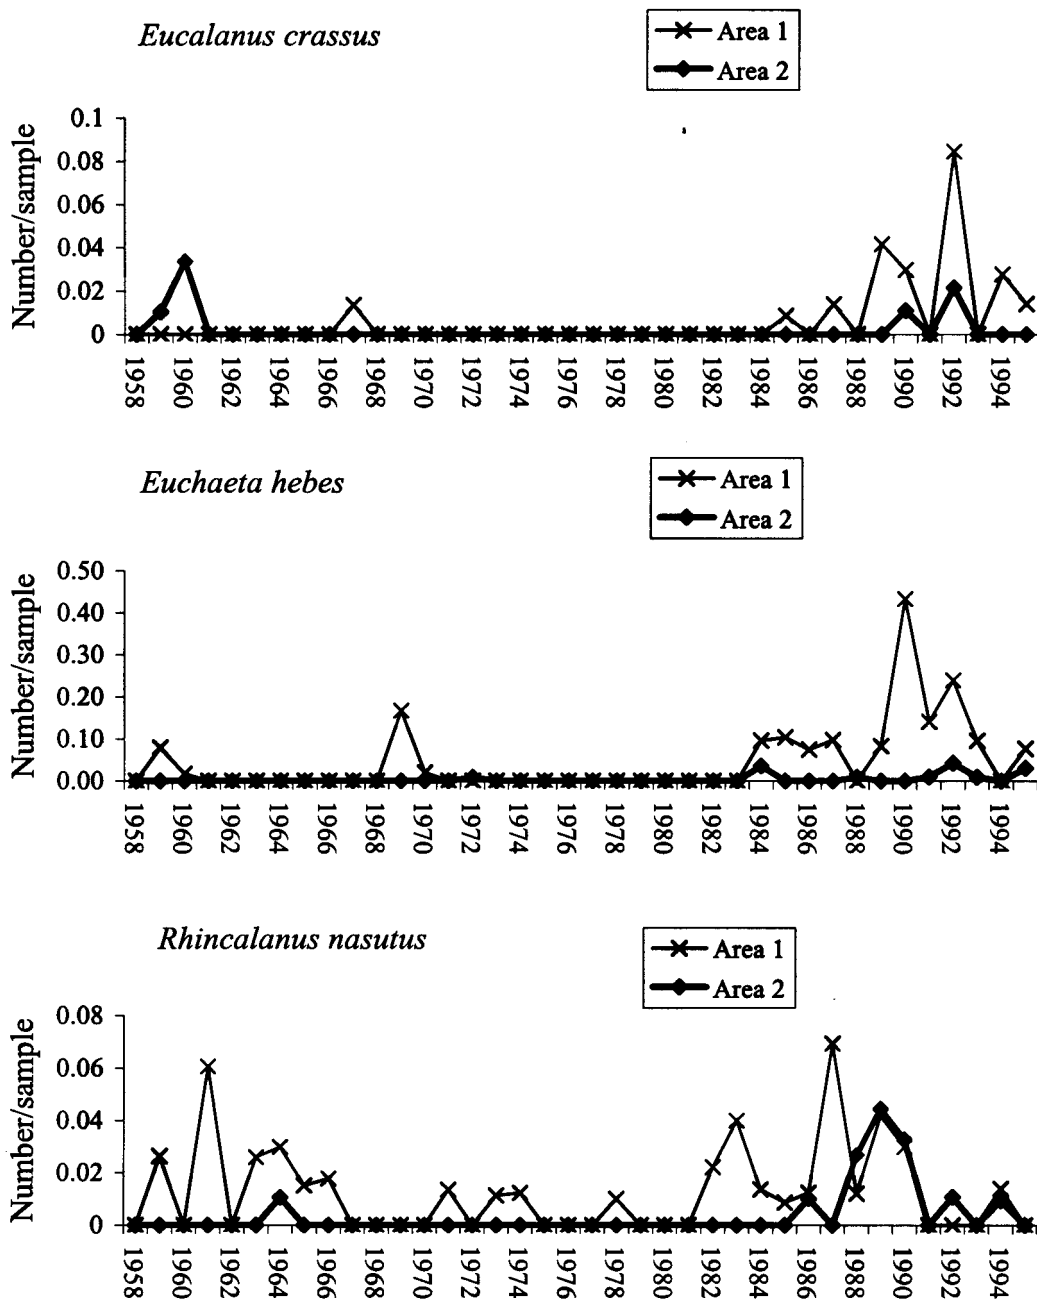 Eucalanus crassus
Area 1
Area 2
Number/sample
0.1
0.08
0.06
0.04
0.02
0
1958 1960 1962 1964 1966 1968 1970 1972 1974 1976 1978 1980 1982 1984 1986 1988 1990 1992 1994
Euchaeta hebes
Area 1
Area 2
Number/sample
0.50
0.40
0.30
0.20
0.10
0.00
1958 1960 1962 1964 1966 1968 1970 1972 1974 1976 1978 1980 1982 1984 1986 1988 1990 1992 1994
Rhincalanus nasutus
Area 1
Area 2
Number/sample
0.08
0.06
0.04
0.02
0
1958 1960 1962 1964 1966 1968 1970 1972 1974 1976 1978 1980 1982 1984 1986 1988 1990 1992 1994